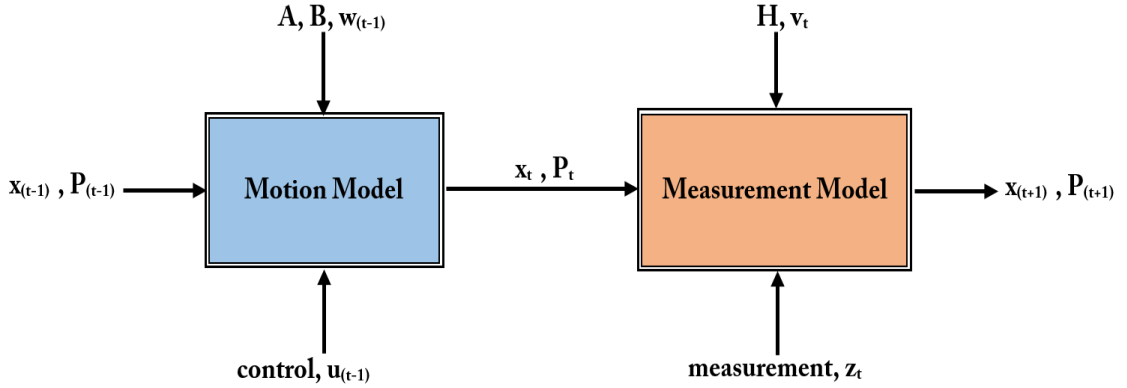 A, B, w(t-1)
H, vt
x(t-1) , P(t-1)
Motion Model
xt , Pt
Measurement Model
x(t+1) , P(t+1)
control, u(t-1)
measurement, zt